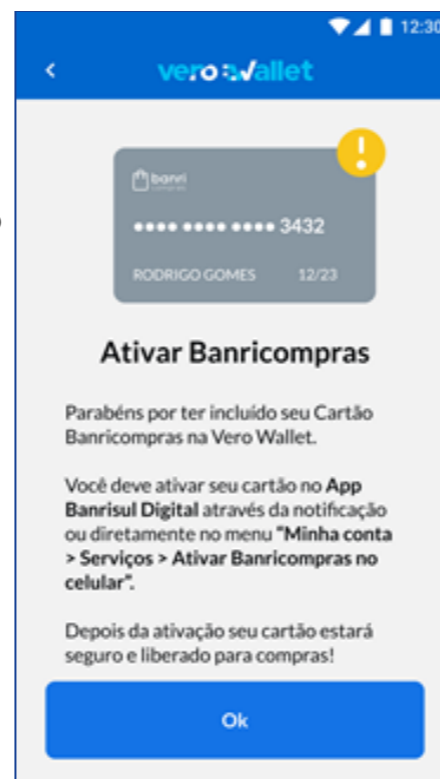 12:30
vero wallet
banri
compras
•••• •••• •••• 3432
RODRIGO GOMES 12/23
Ativar Banricompras
Parabéns por ter incluído seu Cartão
Banricompras na Vero Wallet.
Você deve ativar seu cartão no App
Banrisul Digital através da notificação
ou diretamente no menu "Minha conta
> Serviços > Ativar Banricompras no
celular".
Depois da ativação seu cartão estará
seguro e liberado para compras!
Ok